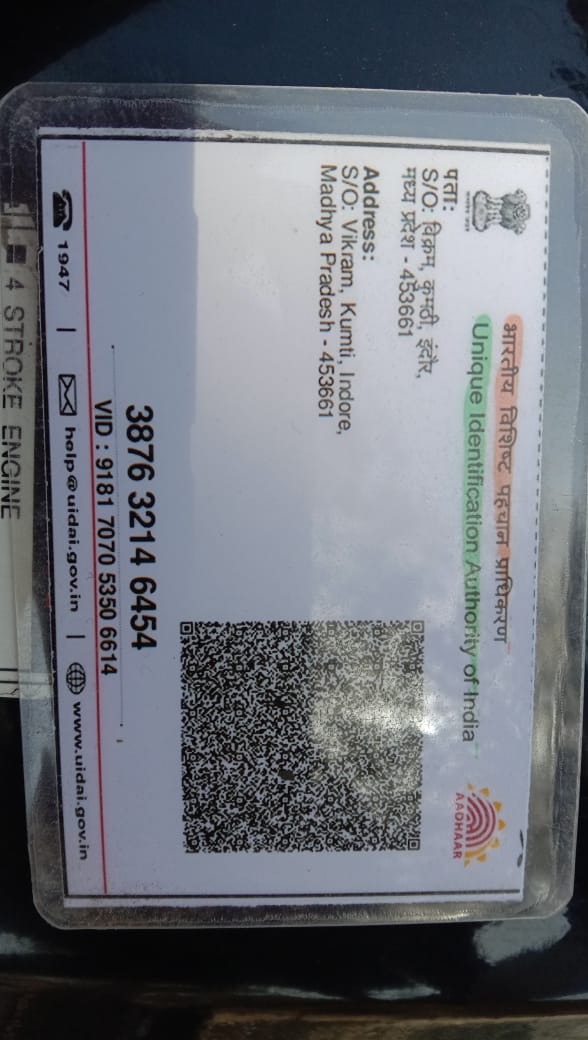 भारतीय विशिष्ट पहचान प्राधिकरण
Unique Identification Authority of India
AADHAAR
पता:
S/O: विक्रम, कुमठी, इंदौर,
मध्य प्रदेश - 453661
Address:
S/O: Vikram, Kumti, Indore,
Madhya Pradesh - 453661
3876 3214 6454
VID : 9181 7070 5350 6614
1947 | help@uidai.gov.in | www.uidai.gov.in
4 STROKE ENGINE